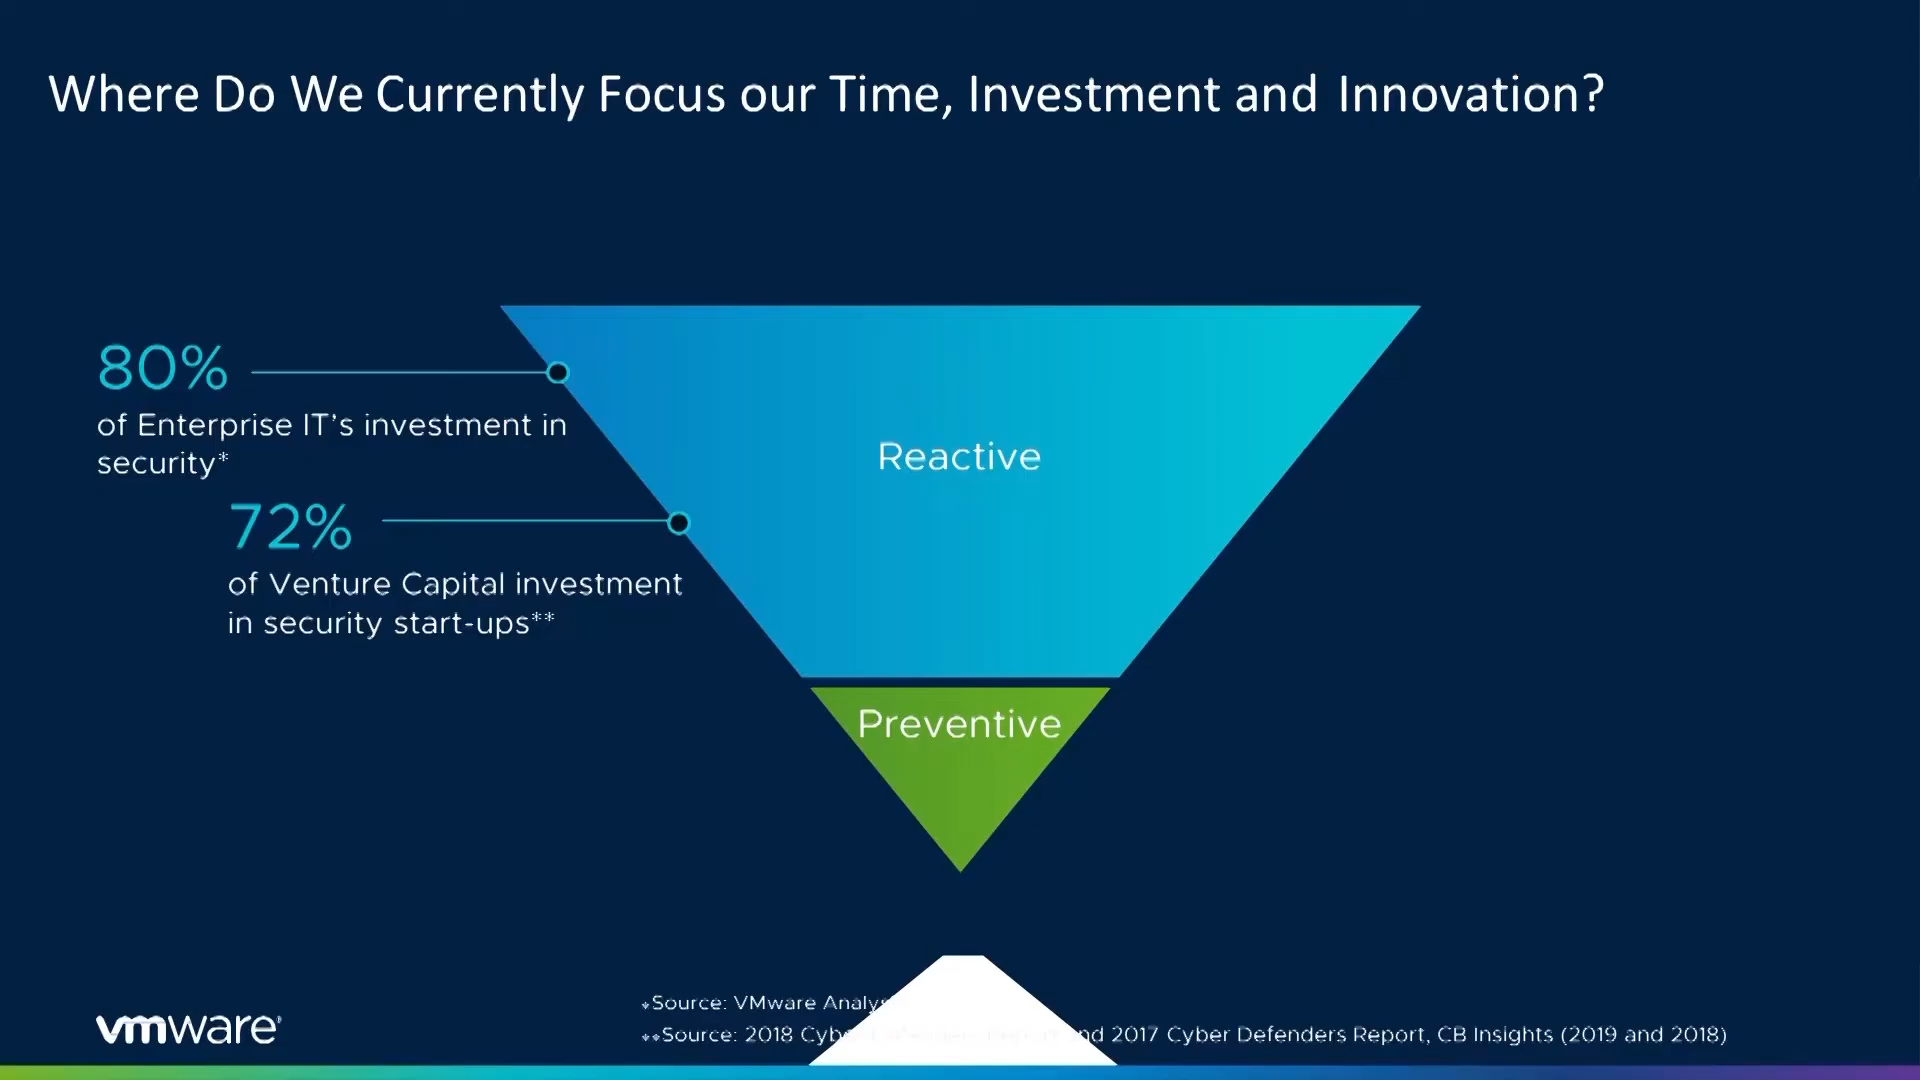 Where Do We Currently Focus our Time, Investment and Innovation?
80%
of Enterprise IT's investment in
security*
72%
of Venture Capital investment
in security start-ups**
Reactive
Preventive
vmware®
*Source: VMware
**Source: 2018 2017 Cyber Defenders Report, CB Insights (2019 and 2018)